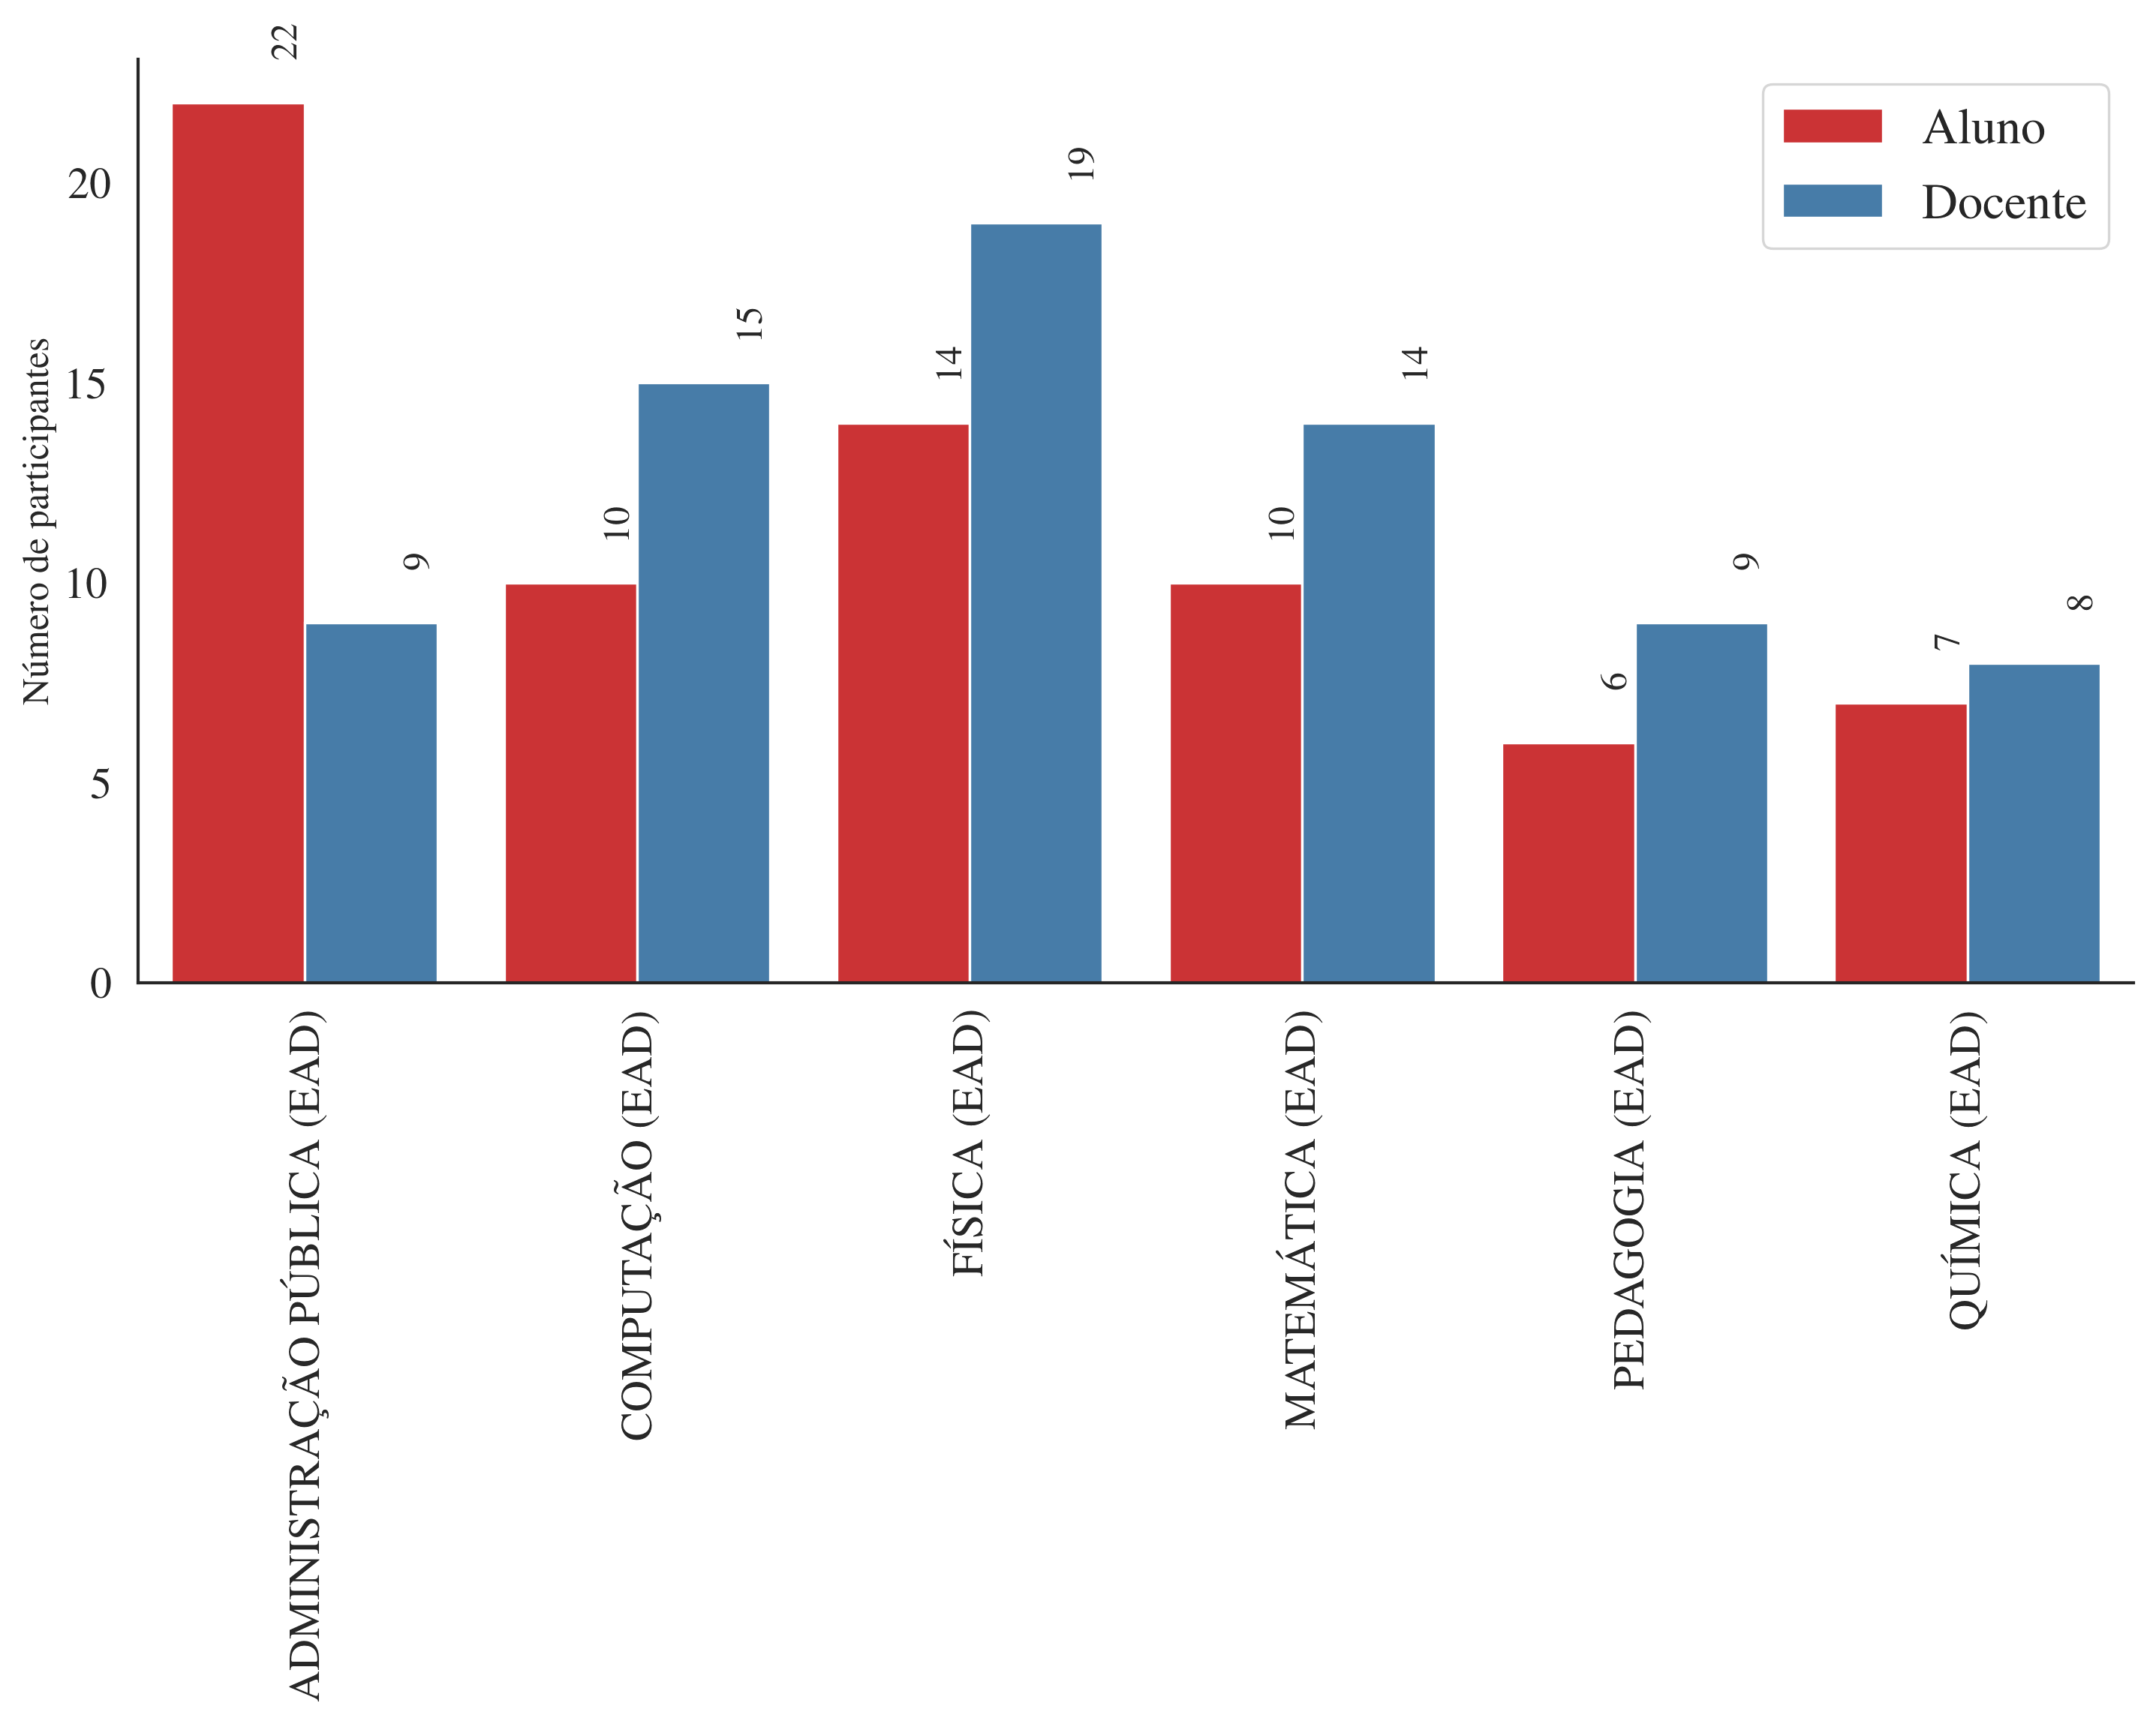 22
Aluno
Docente
Número de participantes
20
15
10
5
0
9
10
15
14
19
10
14
6
9
7
8
ADMINISTRAÇÃO PÚBLICA (EAD)
COMPUTAÇÃO (EAD)
FÍSICA (EAD)
MATEMÁTICA (EAD)
PEDAGOGIA (EAD)
QUÍMICA (EAD)